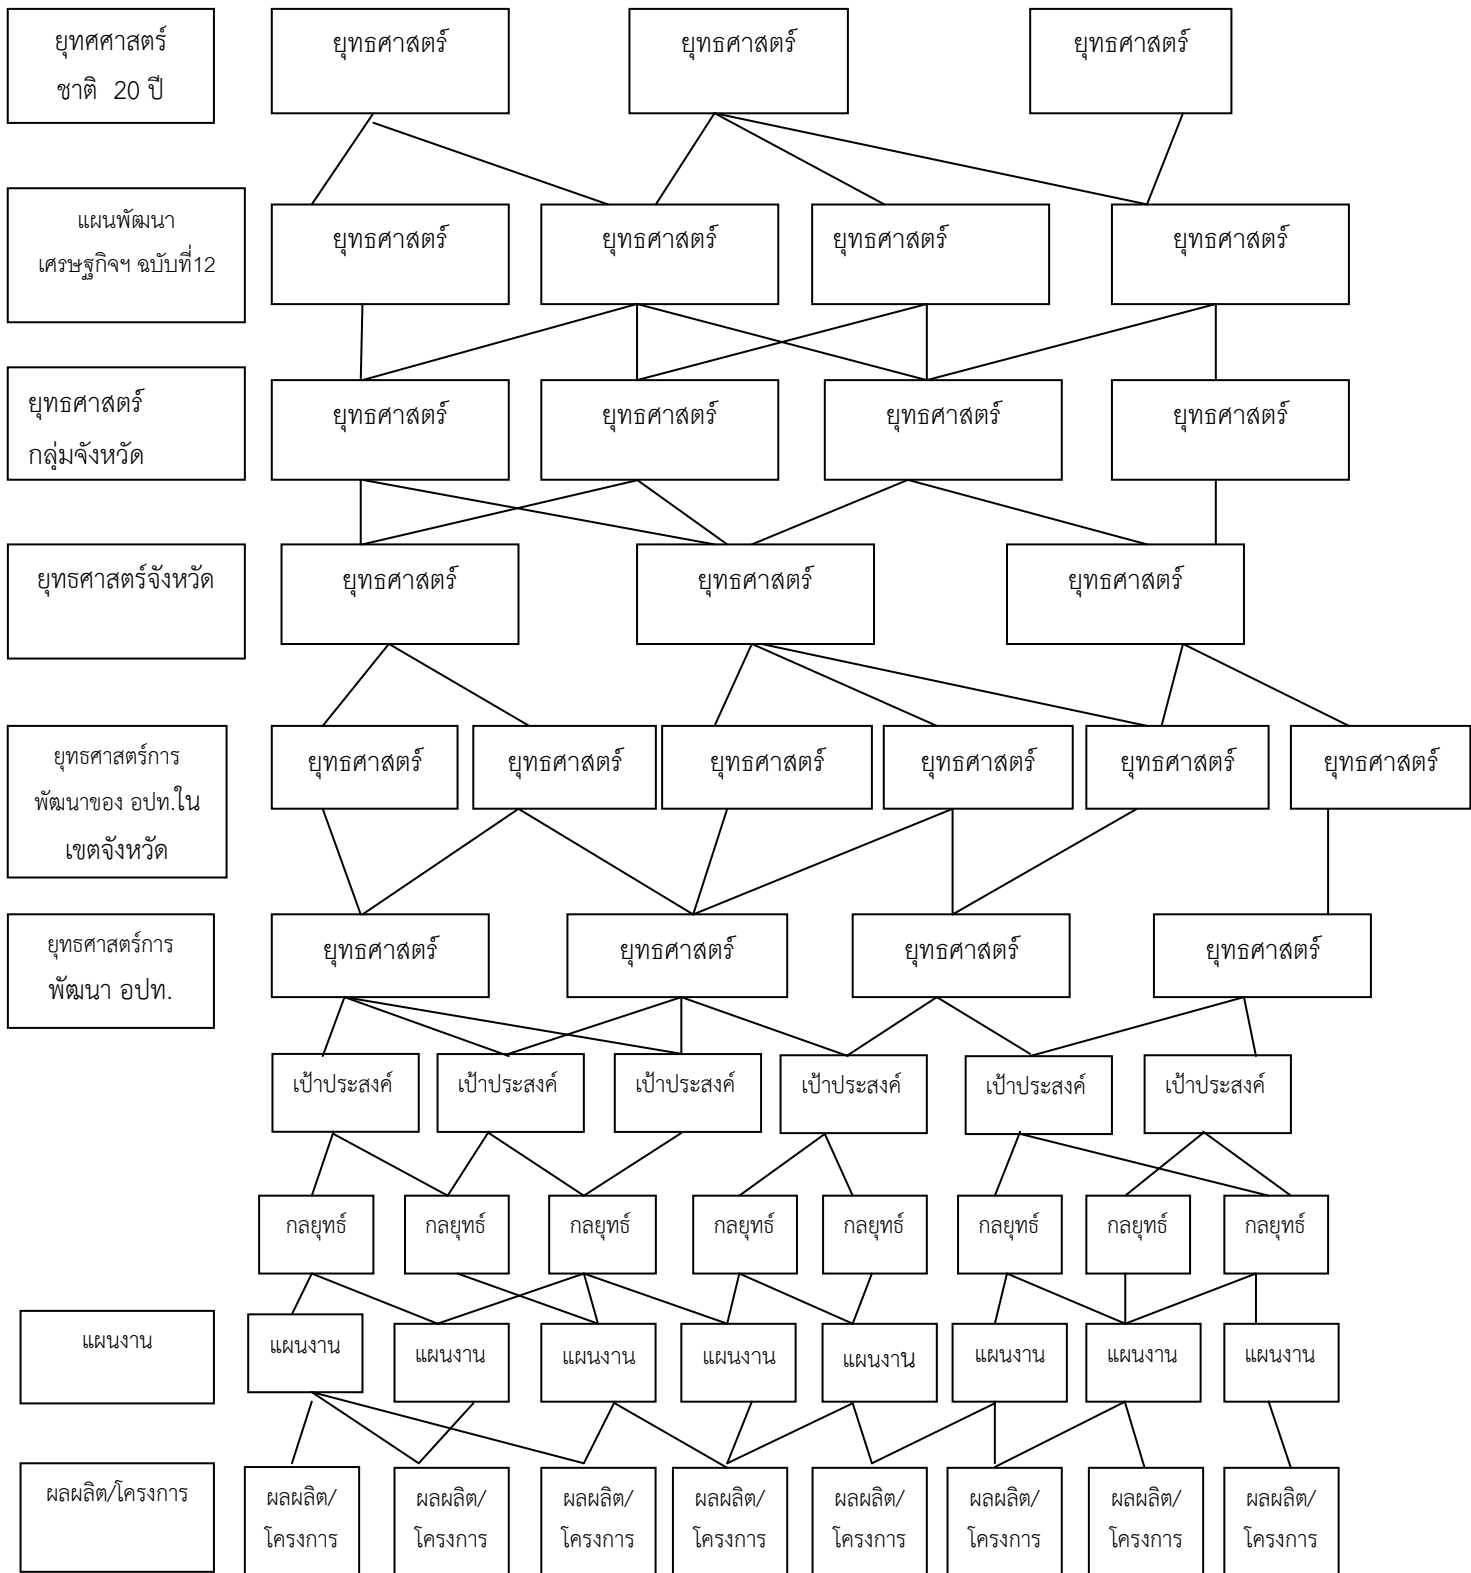 ยุทศศาสตร์
ชาติ 20 ปี
ยุทธศาสตร์
ยุทธศาสตร์
ยุทธศาสตร์
แผนพัฒนา
เศรษฐกิจฯ ฉบับที่12
ยุทธศาสตร์
ยุทธศาสตร์
ยุทธศาสตร์
ยุทธศาสตร์
ยุทธศาสตร์
กลุ่มจังหวัด
ยุทธศาสตร์
ยุทธศาสตร์
ยุทธศาสตร์
ยุทธศาสตร์
ยุทธศาสตร์จังหวัด
ยุทธศาสตร์
ยุทธศาสตร์
ยุทธศาสตร์
ยุทธศาสตร์การ
พัฒนาของ อปท.ใน
เขตจังหวัด
ยุทธศาสตร์
ยุทธศาสตร์
ยุทธศาสตร์
ยุทธศาสตร์
ยุทธศาสตร์
ยุทธศาสตร์
ยุทธศาสตร์การ
พัฒนา อปท.
ยุทธศาสตร์
ยุทธศาสตร์
ยุทธศาสตร์
ยุทธศาสตร์
เป้าประสงค์
เป้าประสงค์
เป้าประสงค์
เป้าประสงค์
เป้าประสงค์
เป้าประสงค์
กลยุทธ์
กลยุทธ์
กลยุทธ์
กลยุทธ์
กลยุทธ์
กลยุทธ์
กลยุทธ์
กลยุทธ์
แผนงาน
แผนงาน
แผนงาน
แผนงาน
แผนงาน
แผนงาน
แผนงาน
แผนงาน
แผนงาน
ผลผลิต/โครงการ
ผลผลิต/
โครงการ
ผลผลิต/
โครงการ
ผลผลิต/
โครงการ
ผลผลิต/
โครงการ
ผลผลิต/
โครงการ
ผลผลิต/
โครงการ
ผลผลิต/
โครงการ
ผลผลิต/
โครงการ